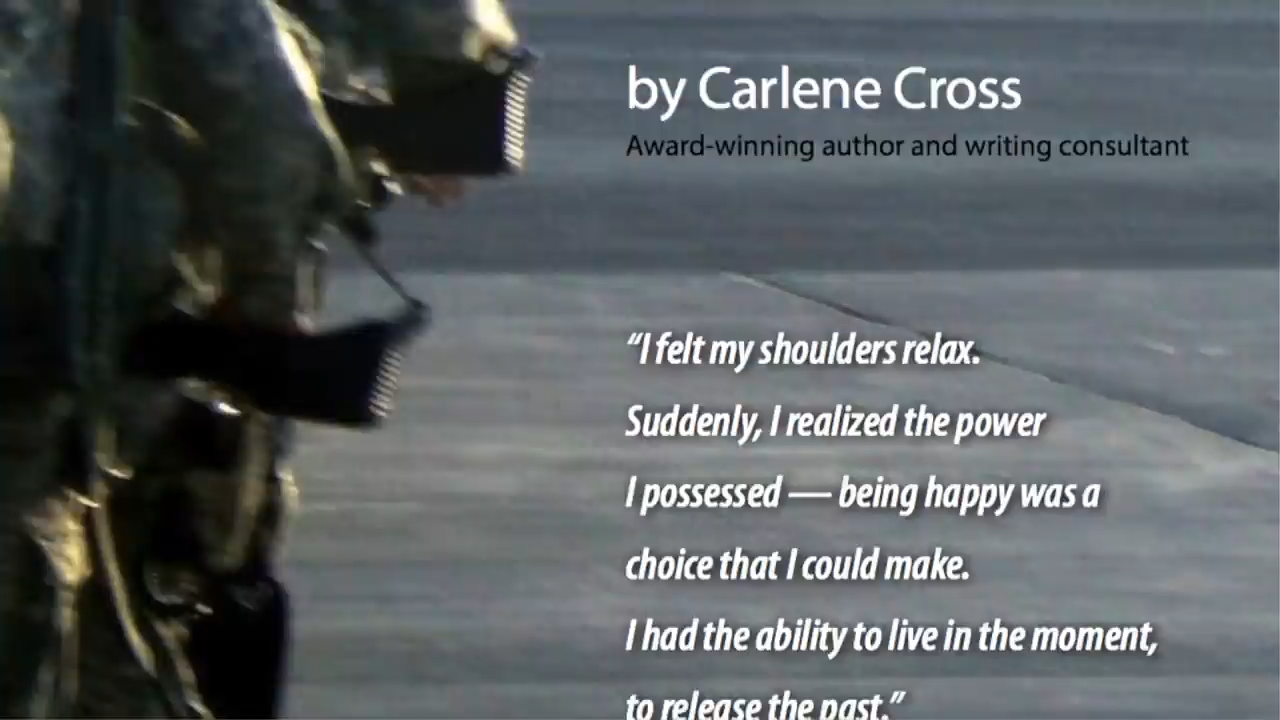 by Carlene Cross
Award-winning author and writing consultant
“I felt my shoulders relax.
Suddenly, I realized the power
I possessed — being happy was a
choice that I could make.
I had the ability to live in the moment,
to release the past.”